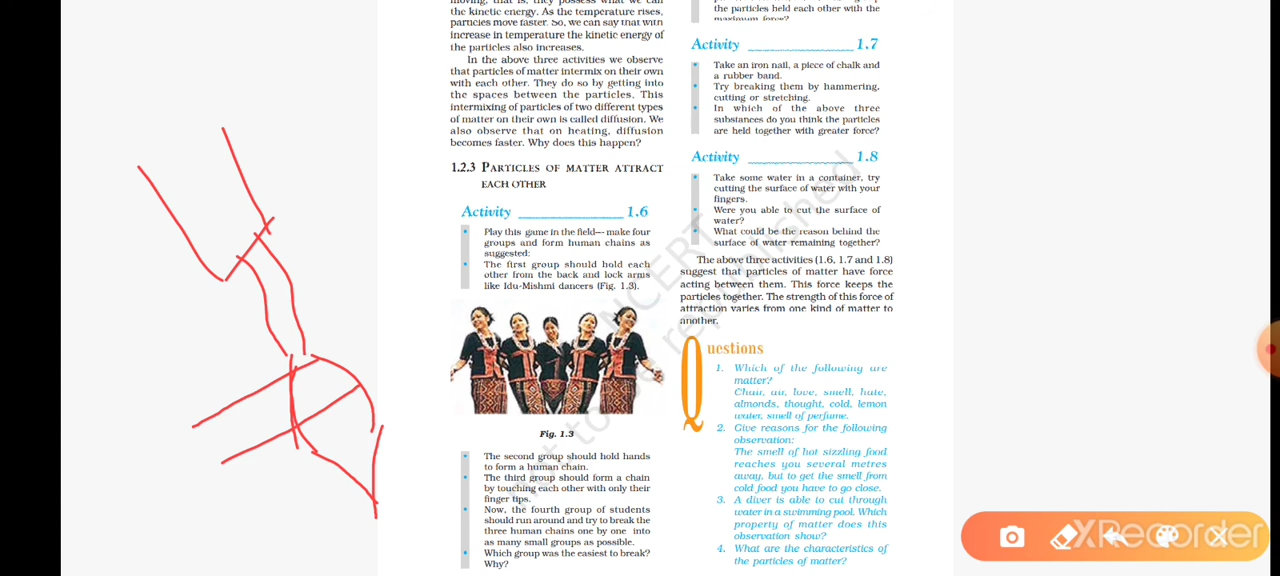 moving, that is, they possess what we call
the kinetic energy. As the temperature rises,
particles move faster. So, we can say that with
increase in temperature the kinetic energy of
the particles also increases.
In the above three activities we observe
that particles of matter intermix on their own
with each other. They do so by getting into
the spaces between the particles. This
intermixing of particles of two different types
of matter on their own is called diffusion. We
also observe that on heating, diffusion
becomes faster. Why does this happen?
1.2.3 PARTICLES OF MATTER ATTRACT
EACH OTHER
Activity ______________ 1.6
• Play this game in the field— make four
groups and form human chains as
suggested:
• The first group should hold each
other from the back and lock arms
like Idu-Mishmi dancers (Fig. 1.3).
Fig. 1.3
• The second group should hold hands
to form a human chain.
• The third group should form a chain
by touching each other with only their
finger tips.
• Now, the fourth group of students
should run around and try to break the
three human chains one by one into
as many small groups as possible.
• Which group was the easiest to break?
Why?
the particles held each other with the
maximum force?
Activity ______________ 1.7
• Take an iron nail, a piece of chalk and
a rubber band.
• Try breaking them by hammering,
cutting or stretching.
• In which of the above three
substances do you think the particles
are held together with greater force?
Activity ______________ 1.8
• Take some water in a container, try
cutting the surface of water with your
fingers.
• Were you able to cut the surface of
water?
• What could be the reason behind the
surface of water remaining together?
The above three activities (1.6, 1.7 and 1.8)
suggest that particles of matter have force
acting between them. This force keeps the
particles together. The strength of this force of
attraction varies from one kind of matter to
another.
Questions
1. Which of the following are
matter?
Chair, air, love, smell, hate,
almonds, thought, cold, lemon
water, smell of perfume.
2. Give reasons for the following
observation:
The smell of hot sizzling food
reaches you several metres
away, but to get the smell from
cold food you have to go close.
3. A diver is able to cut through
water in a swimming pool. Which
property of matter does this
observation show?
4. What are the characteristics of
the particles of matter?
NCERT
not to republished
XRecorder